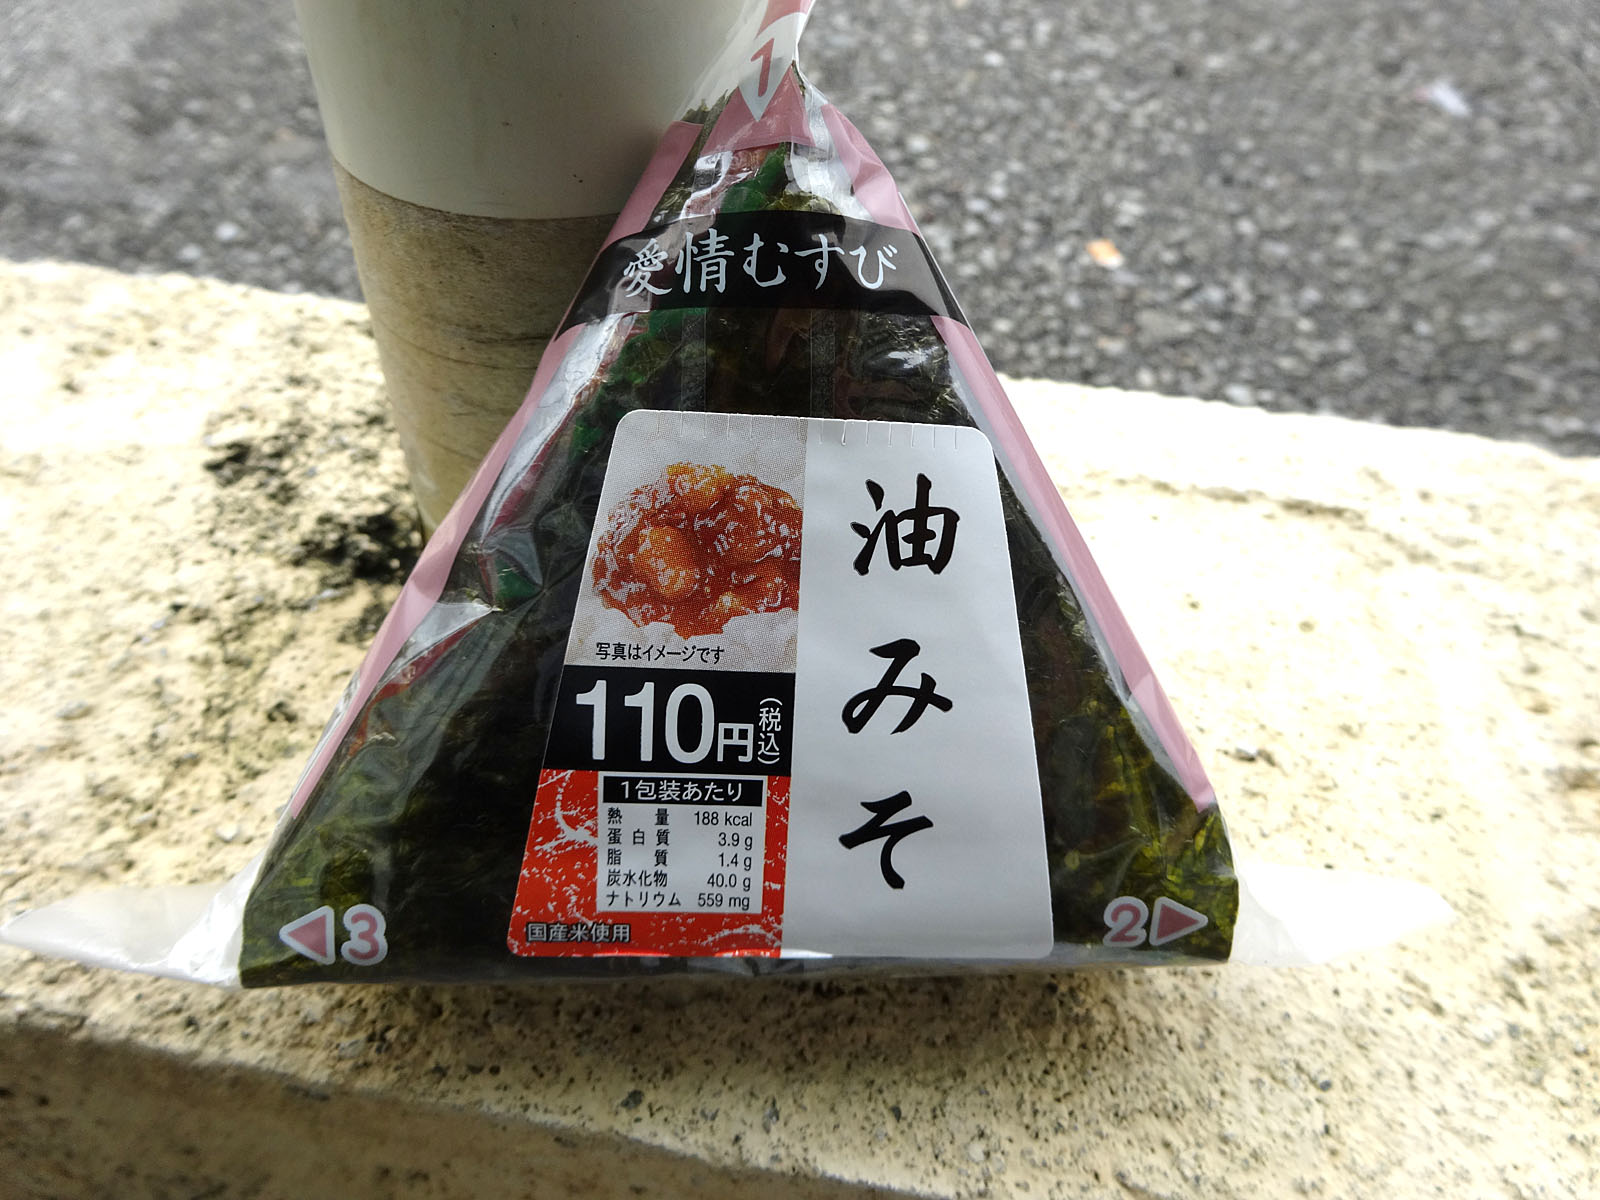 1
愛情むすび
油みそ
写真はイメージです
110円(税込)
1包装あたり
熱量 188 kcal
蛋白質 3.9 g
脂質 1.4 g
炭水化物 40.0 g
ナトリウム 559 mg
国産米使用
3
2